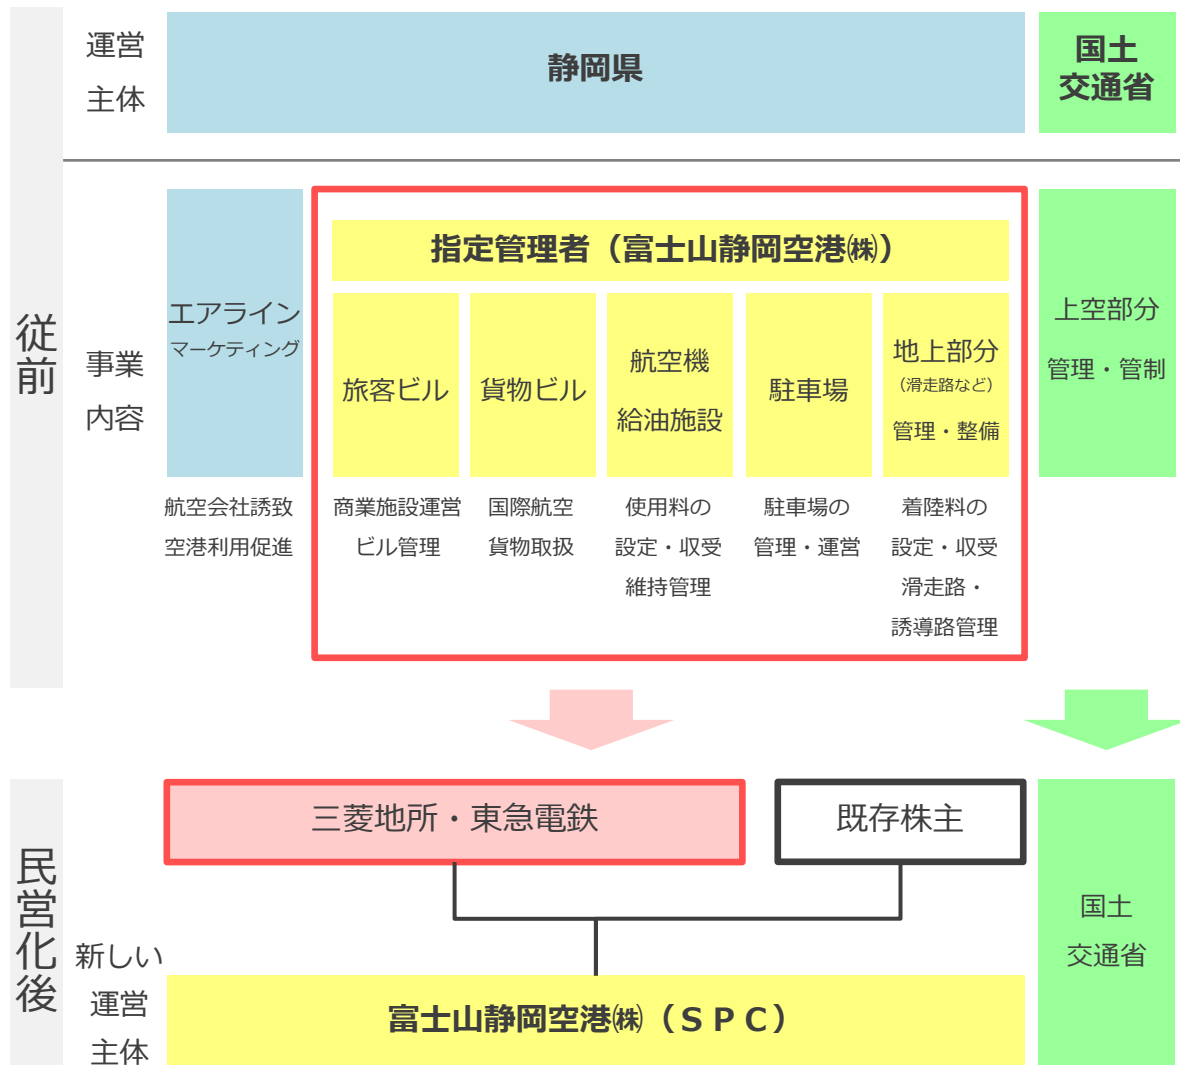 従前
運営
主体
静岡県
国土
交通省
事業
内容
エアライン
マーケティング
航空会社誘致
空港利用促進
指定管理者（富士山静岡空港㈱）
旅客ビル
商業施設運営
ビル管理
貨物ビル
国際航空
貨物取扱
航空機
給油施設
使用料の
設定・収受
維持管理
駐車場
駐車場の
管理・運営
地上部分
（滑走路など）
管理・整備
着陸料の
設定・収受
滑走路・
誘導路管理
上空部分
管理・管制
民営化後
三菱地所・東急電鉄
既存株主
新しい
運営
主体
富士山静岡空港㈱（ＳＰＣ）
国土
交通省